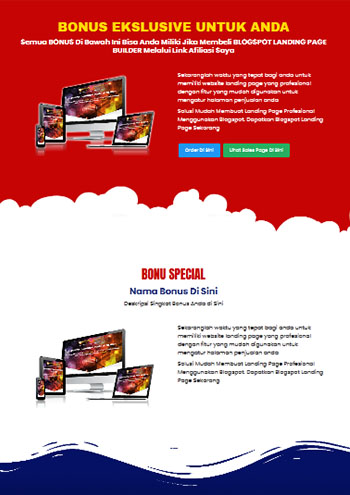 BONUS EKSLUSIVE UNTUK ANDA
Semua BONUS Di Bawah Ini Bisa Anda Miliki Jika Membeli BLOGSPOT LANDING PAGE
BUILDER Melalui Link Afiliasi Saya
Sekaranglah waktu yang tepat bagi anda untuk
memiliki website landing page yang profesional
dengan fitur yang mudah digunakan untuk
mengatur halaman penjualan anda
Solusi Mudah Membuat Landing Page Profesional
Menggunakan Blogspot. Dapatkan Blogspot Landing
Page Sekarang
Order Di Sini
Lihat Sales Page Di Sini
BONU SPECIAL
Nama Bonus Di Sini
Deskripsi Singkat Bonus Anda di Sini
Sekaranglah waktu yang tepat bagi anda untuk
memiliki website landing page yang profesional
dengan fitur yang mudah digunakan untuk
mengatur halaman penjualan anda
Solusi Mudah Membuat Landing Page Profesional
Menggunakan Blogspot. Dapatkan Blogspot Landing
Page Sekarang